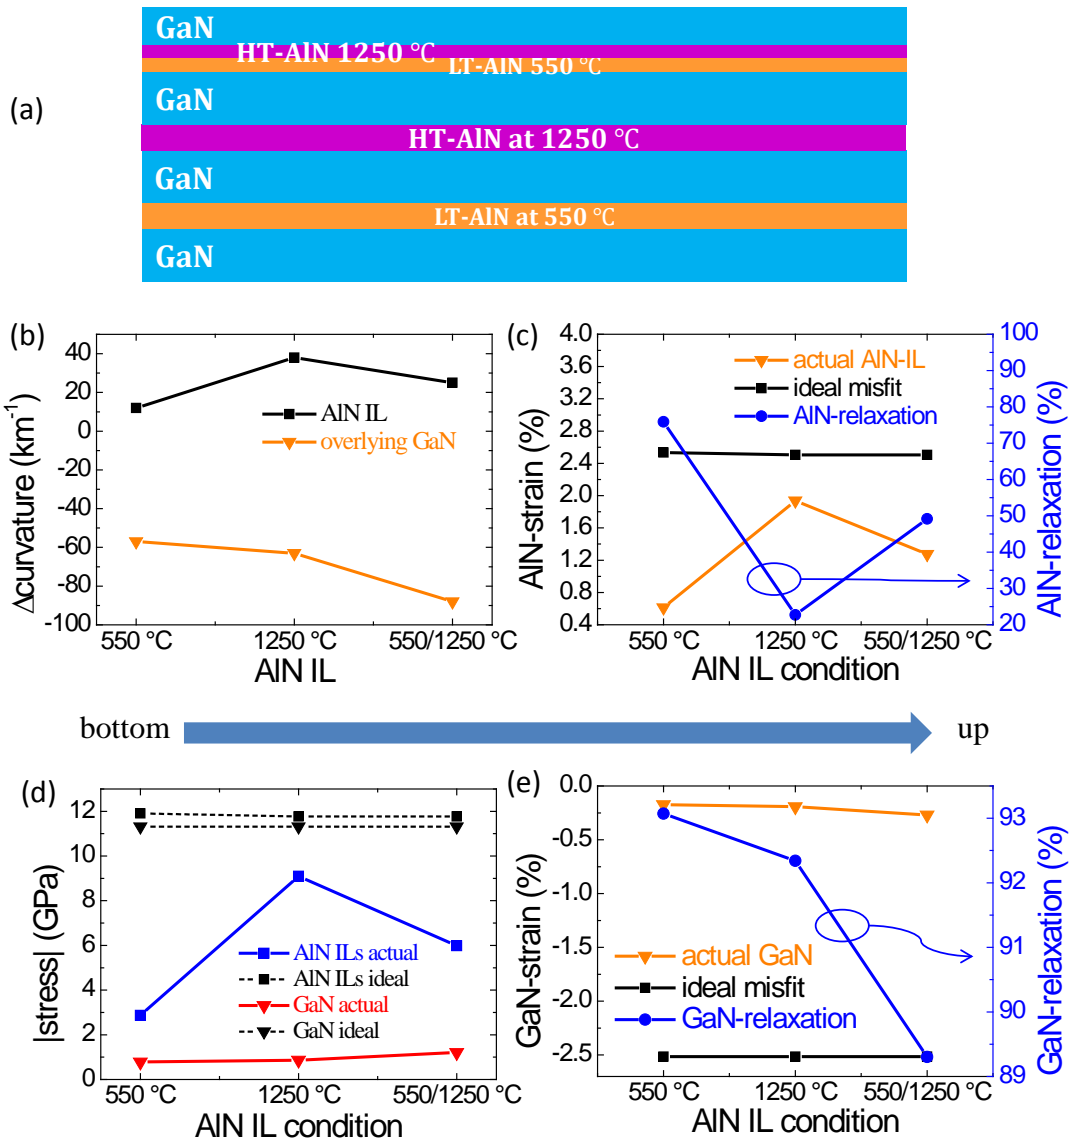 (a)
GaN
HT-AlN 1250 °C
LT-AlN 550 °C
GaN
HT-AlN at 1250 °C
GaN
LT-AlN at 550 °C
GaN
(b)
Δcurvature (km⁻¹)
40
20
0
-20
-40
-60
-80
-100
AlN IL
overlying GaN
550 °C
1250 °C
550/1250 °C
AlN IL
(c)
AlN-strain (%)
4.0
3.6
3.2
2.8
2.4
2.0
1.6
1.2
0.8
0.4
actual AlN-IL
ideal misfit
AlN-relaxation
100
90
80
70
60
50
40
30
20
AlN-relaxation (%)
550 °C
1250 °C
550/1250 °C
AlN IL condition
bottom
up
(d)
|stress| (GPa)
12
10
8
6
4
2
0
AlN ILs actual
AlN ILs ideal
GaN actual
GaN ideal
550 °C
1250 °C
550/1250 °C
AlN IL condition
(e)
GaN-strain (%)
0.0
-0.5
-1.0
-1.5
-2.0
-2.5
actual GaN
ideal misfit
GaN-relaxation
93
92
91
90
89
GaN-relaxation (%)
550 °C
1250 °C
550/1250 °C
AlN IL condition